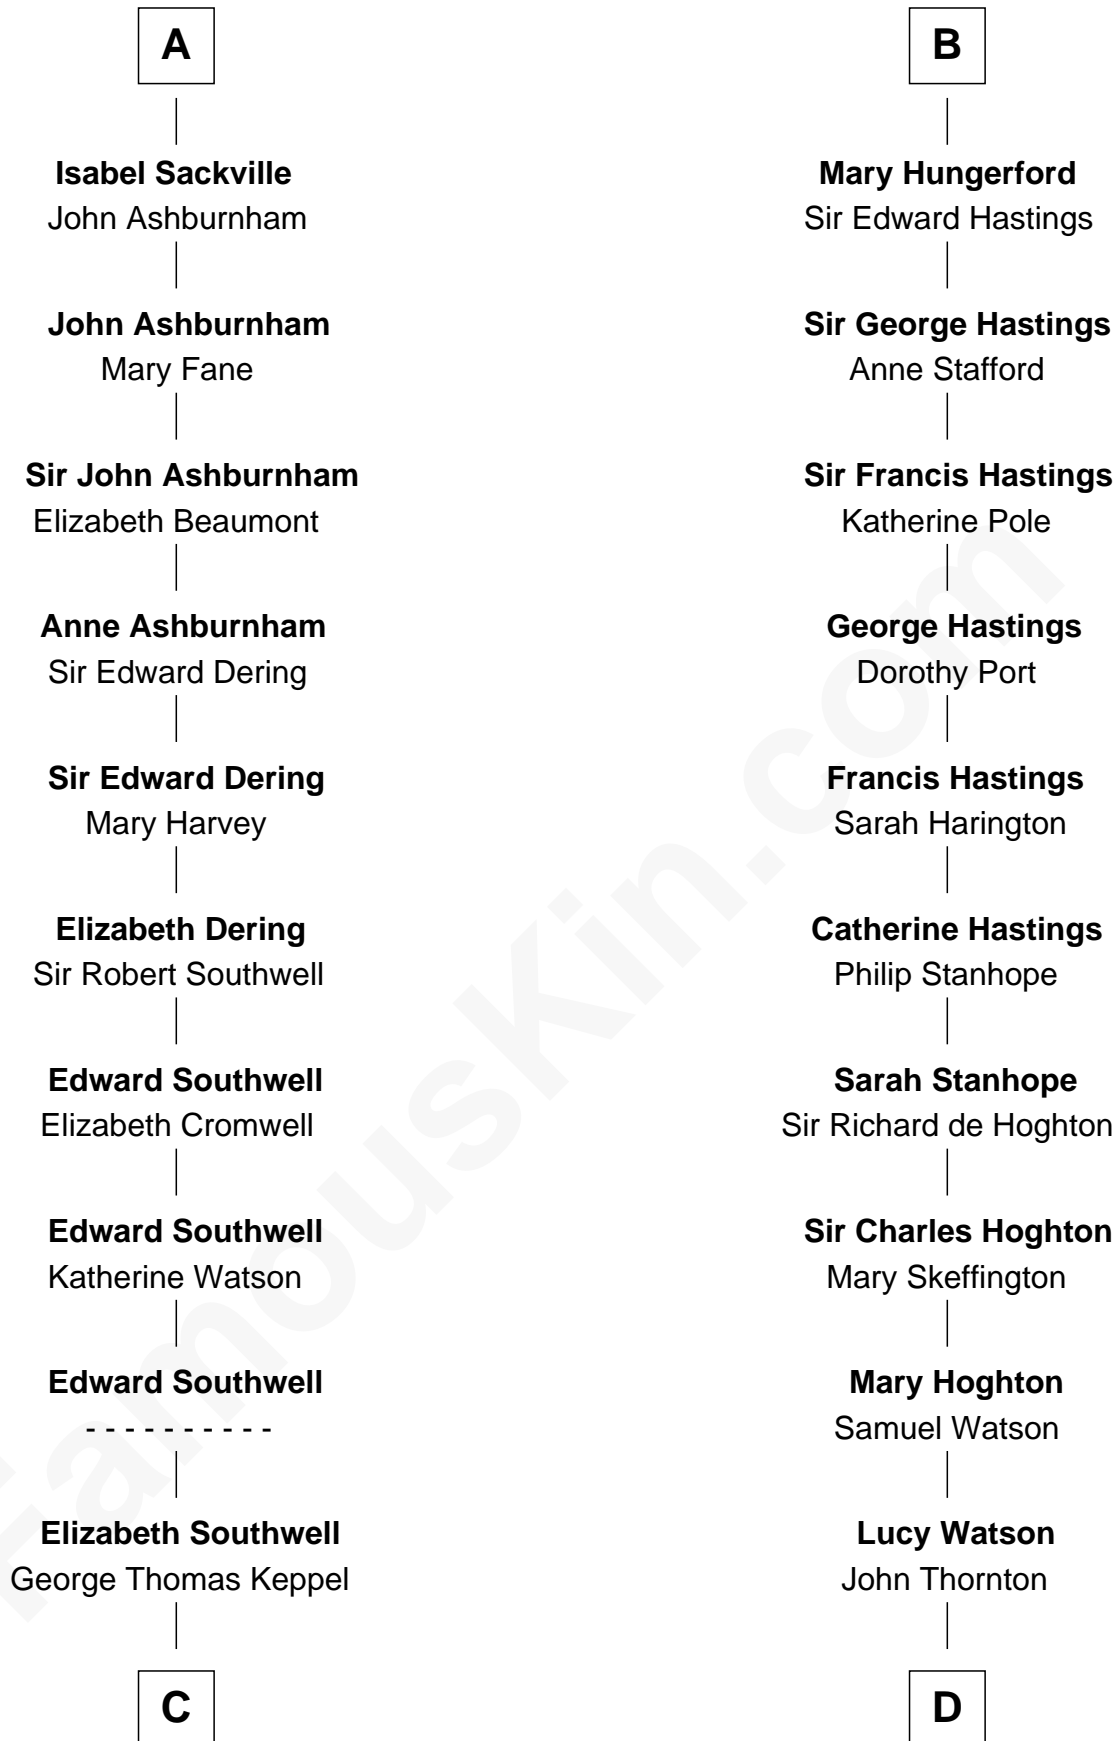 A
Isabel Sackville
John Ashburnham
John Ashburnham
Mary Fane
Sir John Ashburnham
Elizabeth Beaumont
Anne Ashburnham
Sir Edward Dering
Sir Edward Dering
Mary Harvey
Elizabeth Dering
Sir Robert Southwell
Edward Southwell
Elizabeth Cromwell
Edward Southwell
Katherine Watson
Edward Southwell
- - - - - - - - - -
Elizabeth Southwell
George Thomas Keppel
C
B
Mary Hungerford
Sir Edward Hastings
Sir George Hastings
Anne Stafford
Sir Francis Hastings
Katherine Pole
George Hastings
Dorothy Port
Francis Hastings
Sarah Harington
Catherine Hastings
Philip Stanhope
Sarah Stanhope
Sir Richard de Hoghton
Sir Charles Hoghton
Mary Skeffington
Mary Hoghton
Samuel Watson
Lucy Watson
John Thornton
D
FamousKin.com